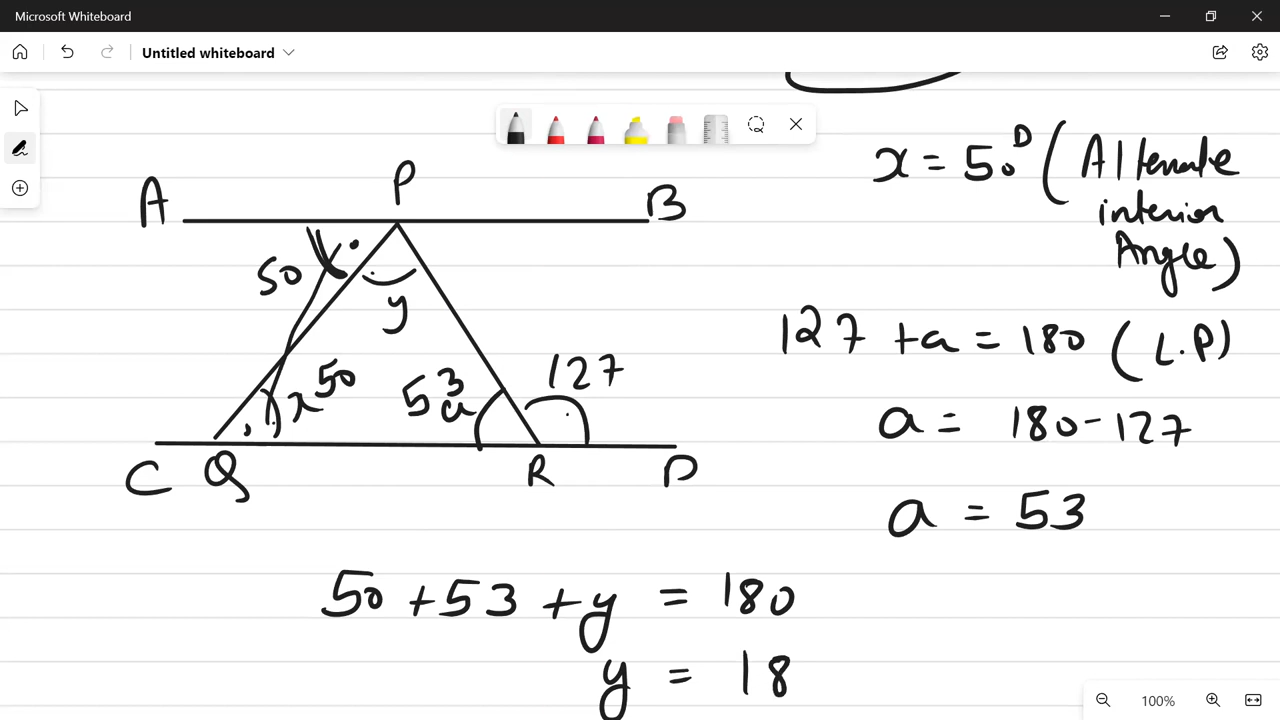 Microsoft Whiteboard
Untitled whiteboard
x = 50° (Alternate
interior
Angle)
A P B
50
y
x 50
53
a
127
C Q R D
127 + a = 180 (L.P)
a = 180 - 127
a = 53
50 + 53 + y = 180
y = 18
100%